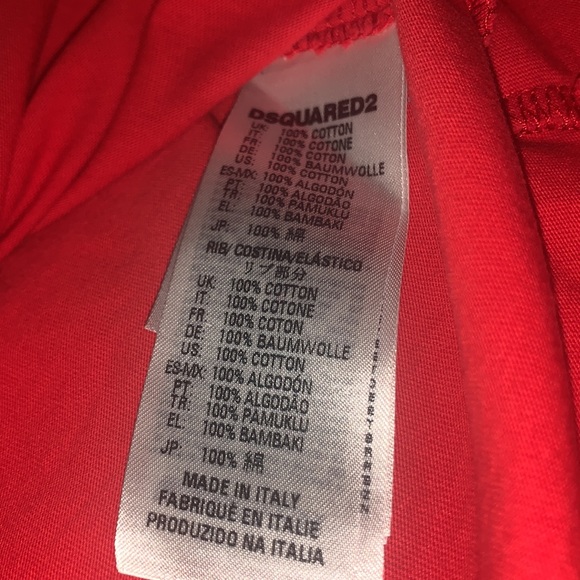 DSQUARED2
UK: 100% COTTON
IT: 100% COTONE
FR: 100% COTON
DE: 100% BAUMWOLLE
US: 100% COTTON
ES-MX: 100% ALGODÓN
PT: 100% ALGODÃO
TR: 100% PAMUKLU
EL: 100% BAMBAKI
JP: 100% 綿
RIB/ COSTINA/ELÁSTICO
リブ部分
UK: 100% COTTON
IT: 100% COTONE
FR: 100% COTON
DE: 100% BAUMWOLLE
US: 100% COTTON
ES-MX: 100% ALGODÓN
PT: 100% ALGODÃO
TR: 100% PAMUKLU
EL: 100% BAMBAKI
JP: 100% 綿
MADE IN ITALY
FABRIQUÉ EN ITALIE
PRODUZIDO NA ITALIA